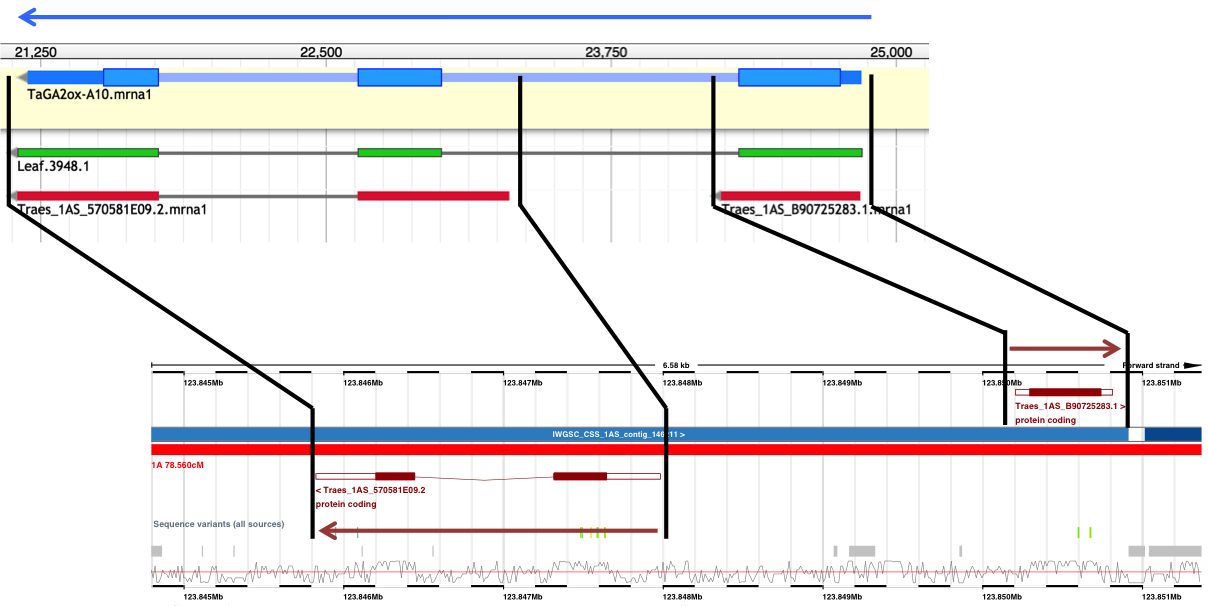 21,250 22,500 23,750 25,000
TaGA2ox-A10.mrna1
Leaf.3948.1
Traes_1AS_570581E09.2.mrna1 Traes_1AS_B90725283.1.mrna1
6.58 kb Forward strand
123.845Mb 123.846Mb 123.847Mb 123.848Mb 123.849Mb 123.850Mb 123.851Mb
Traes_1AS_B90725283.1 >
protein coding
IWGSC_CSS_1AS_contig_146 11 >
1A 78.560cM
< Traes_1AS_570581E09.2
protein coding
Sequence variants (all sources)
123.845Mb 123.846Mb 123.847Mb 123.848Mb 123.849Mb 123.850Mb 123.851Mb